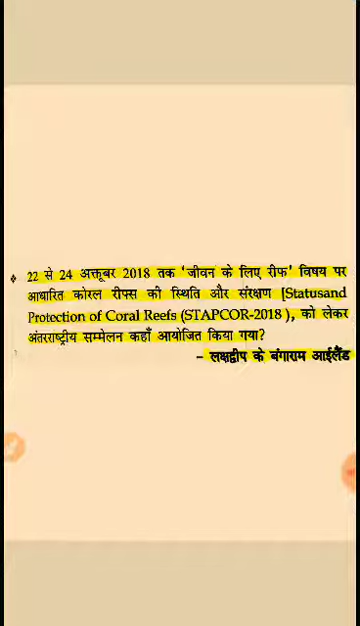 ❖ 22 से 24 अक्तूबर 2018 तक 'जीवन के लिए रीफ' विषय पर
आधारित कोरल रीफ्स की स्थिति और संरक्षण [Statusand
Protection of Coral Reefs (STAPCOR-2018 ), को लेकर
अंतरराष्ट्रीय सम्मेलन कहाँ आयोजित किया गया?
– लक्षद्वीप के बंगाराम आईलैंड